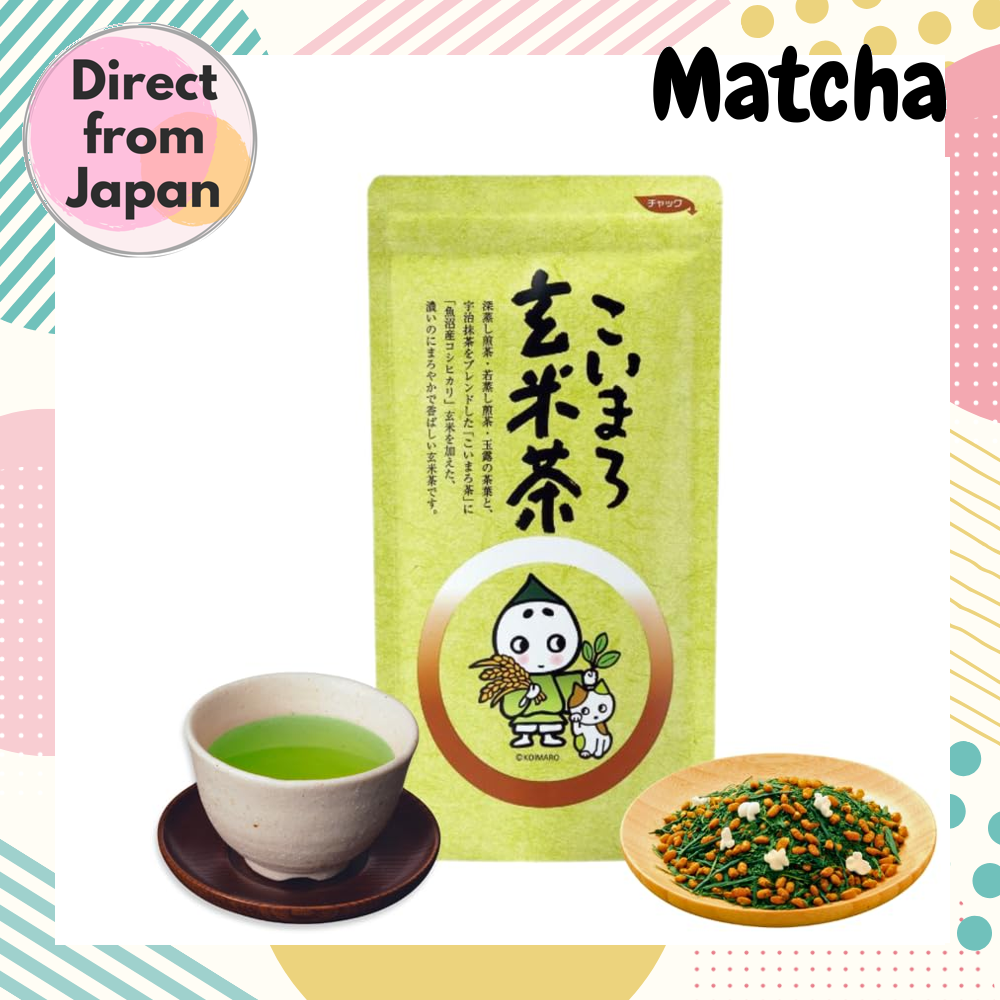 Direct
from
Japan
Matcha
チャック
こいまろ
玄米茶
深蒸し煎茶・若蒸し煎茶・玉露の茶葉と、
宇治抹茶をブレンドした「こいまろ茶」に
「魚沼産コシヒカリ」玄米を加えた、
濃いのにまろやかで香ばしい玄米茶です。
©KOIMARO